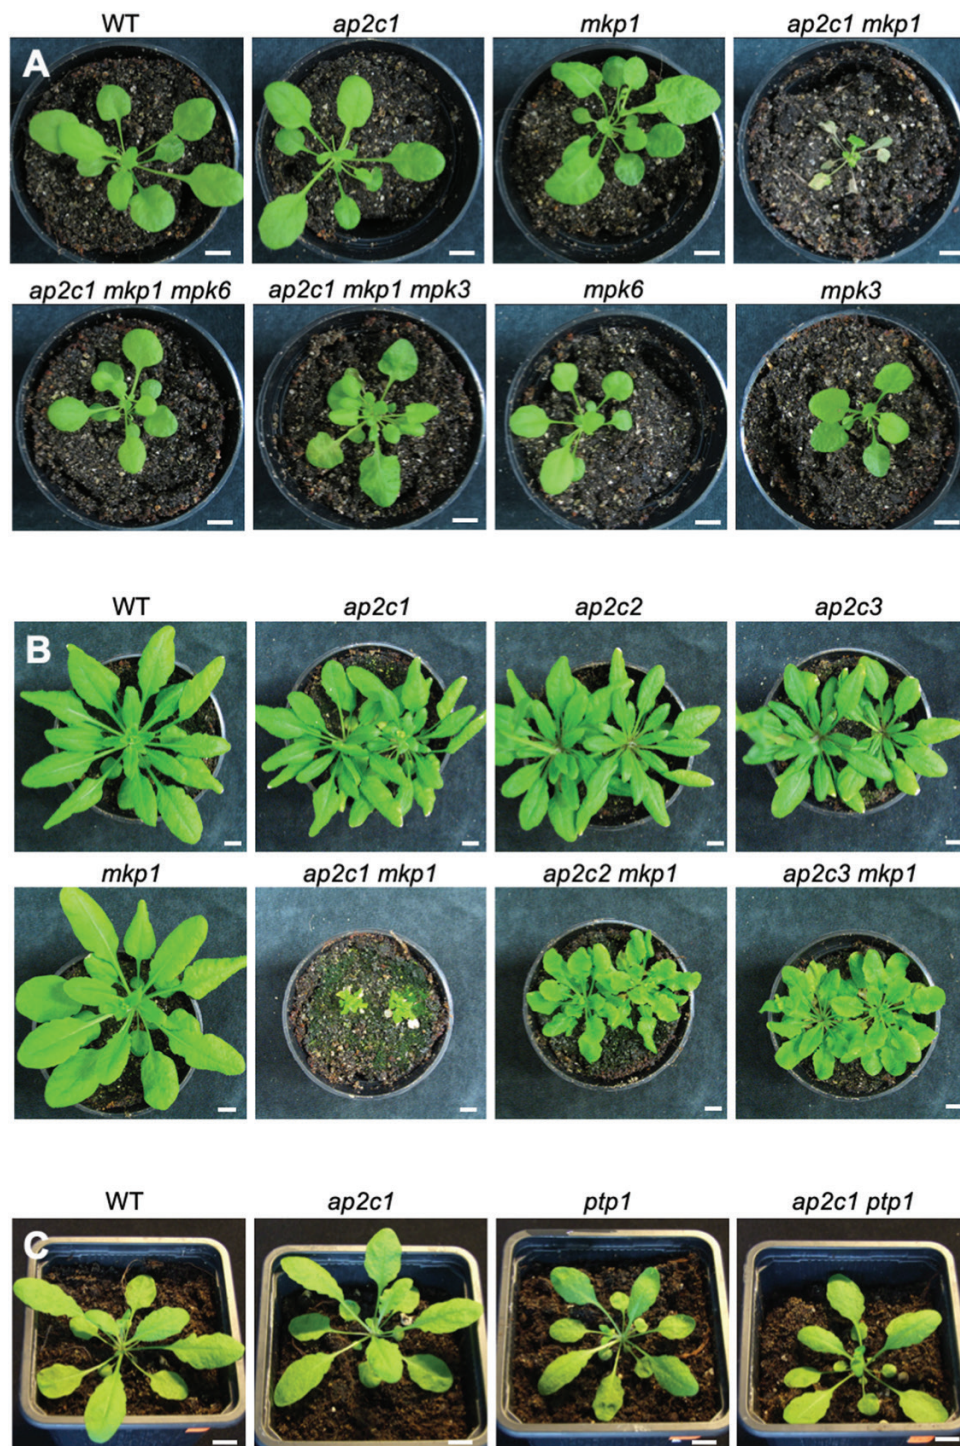 WT ap2c1 mkp1 ap2c1 mkp1
A
ap2c1 mkp1 mpk6 ap2c1 mkp1 mpk3 mpk6 mpk3
WT ap2c1 ap2c2 ap2c3
B
mkp1 ap2c1 mkp1 ap2c2 mkp1 ap2c3 mkp1
WT ap2c1 ptp1 ap2c1 ptp1
C